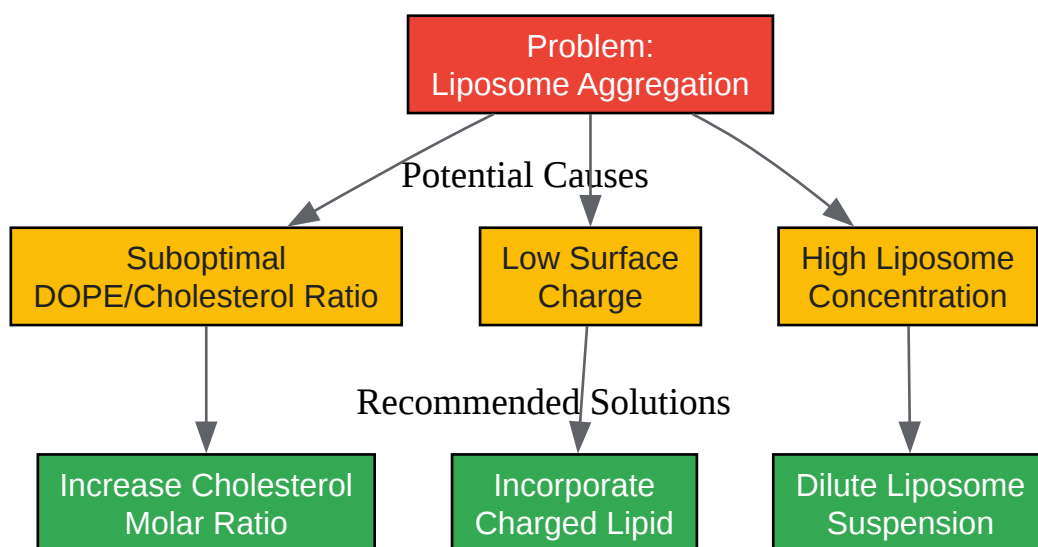 Problem:
Liposome Aggregation
Potential Causes
Suboptimal
DOPE/Cholesterol Ratio
Low Surface
Charge
High Liposome
Concentration
Recommended Solutions
Increase Cholesterol
Molar Ratio
Incorporate
Charged Lipid
Dilute Liposome
Suspension